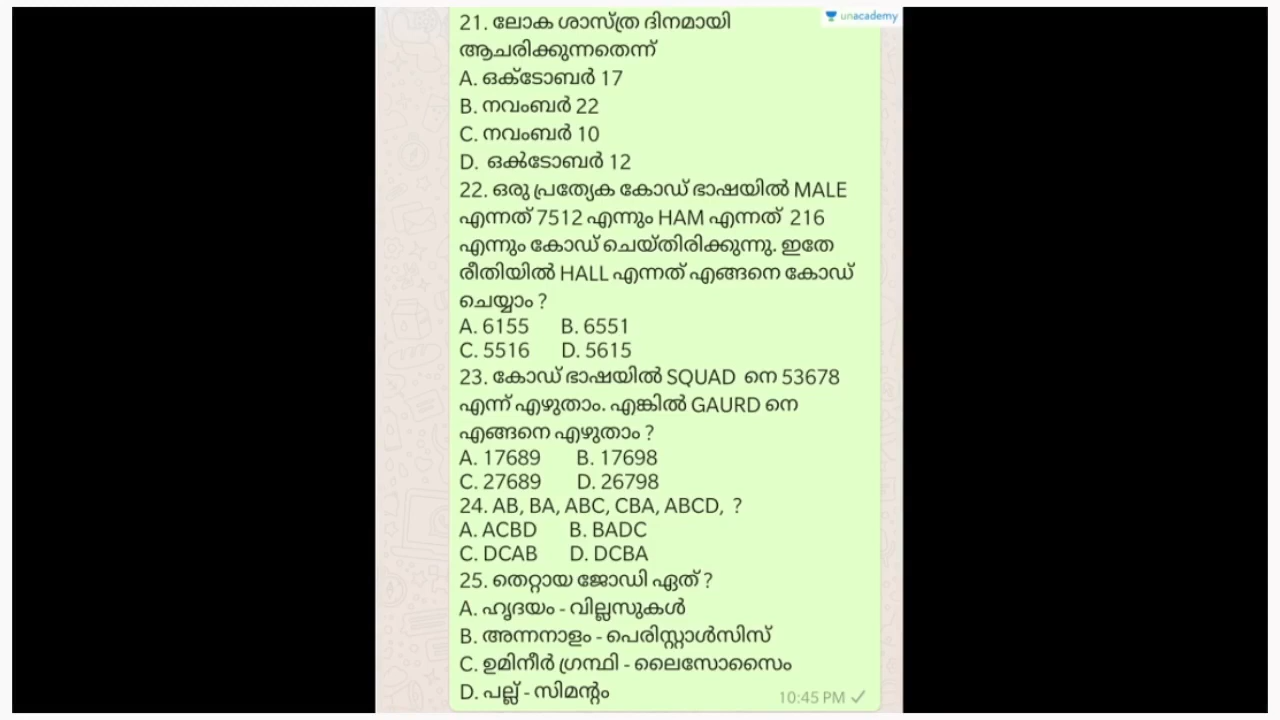 unacademy
21. ലോക ശാസ്ത്ര ദിനമായി
ആചരിക്കുന്നതെന്ന്
A. ഒക്ടോബർ 17
B. നവംബർ 22
C. നവംബർ 10
D. ഒക്ടോബർ 12
22. ഒരു പ്രത്യേക കോഡ് ഭാഷയിൽ MALE
എന്നത് 7512 എന്നും HAM എന്നത് 216
എന്നും കോഡ് ചെയ്തിരിക്കുന്നു. ഇതേ
രീതിയിൽ HALL എന്നത് എങ്ങനെ കോഡ്
ചെയ്യാം ?
A. 6155 B. 6551
C. 5516 D. 5615
23. കോഡ് ഭാഷയിൽ SQUAD നെ 53678
എന്ന് എഴുതാം. എങ്കിൽ GAURD നെ
എങ്ങനെ എഴുതാം ?
A. 17689 B. 17698
C. 27689 D. 26798
24. AB, BA, ABC, CBA, ABCD, ?
A. ACBD B. BADC
C. DCAB D. DCBA
25. തെറ്റായ ജോഡി ഏത് ?
A. ഹൃദയം - വില്ലസുകൾ
B. അന്നനാളം - പെരിസ്റ്റാൾസിസ്
C. ഉമിനീർ ഗ്രന്ഥി - ലൈസോസൈം
D. പല്ല് - സിമന്റം
10:45 PM